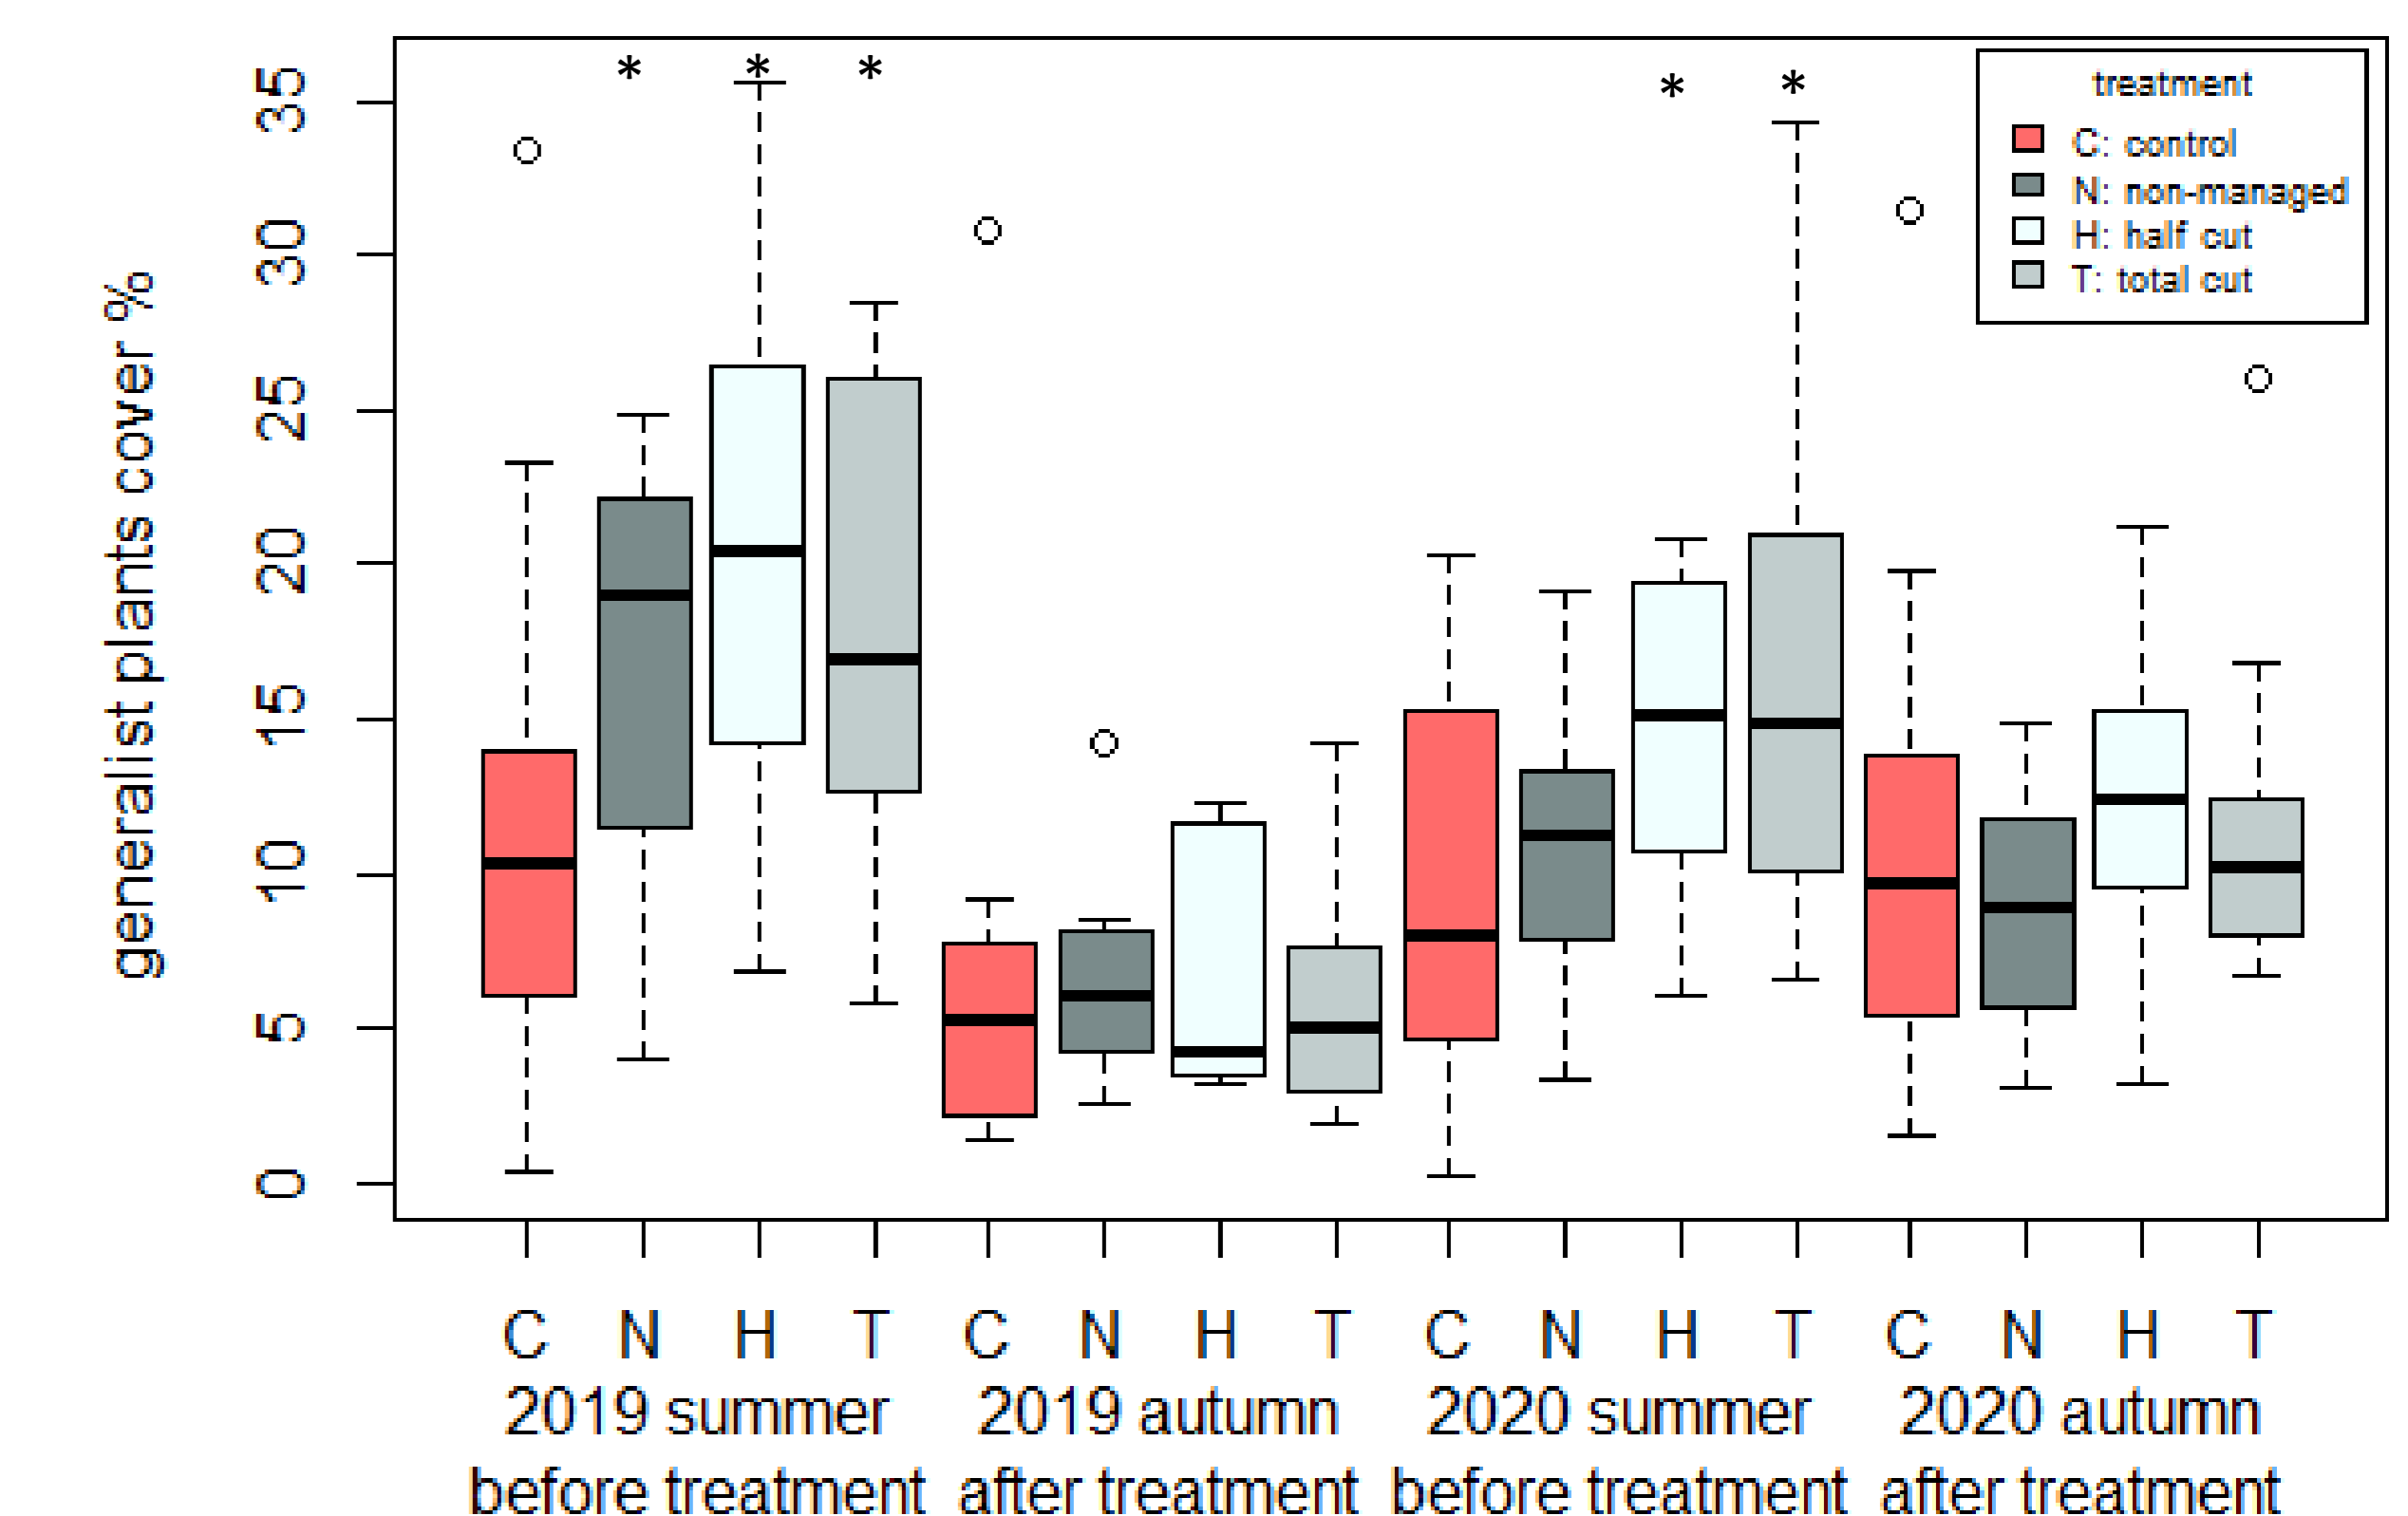 * * * * *
treatment
C: control
N: non-managed
H: half cut
T: total cut
generalist plants cover %
35
30
25
20
15
10
5
0
C N H T C N H T C N H T C N H T
2019 summer 2019 autumn 2020 summer 2020 autumn
before treatment after treatment before treatment after treatment